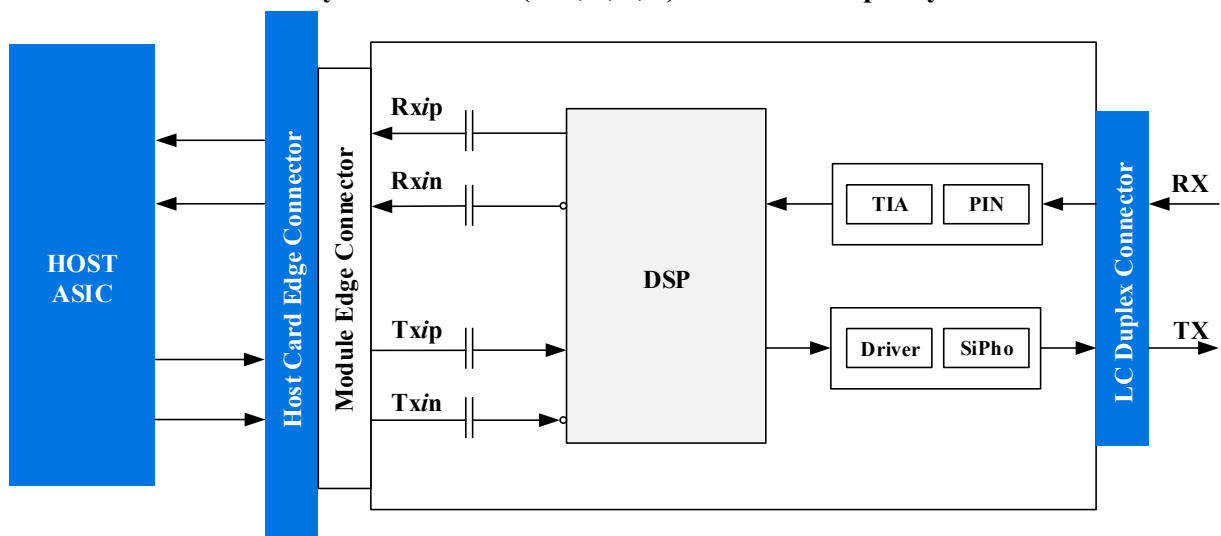 HOST
ASIC
Host Card Edge Connector
Module Edge Connector
Rxip
Rxin
Txip
Txin
DSP
TIA
PIN
Driver
SiPho
LC Duplex Connector
RX
TX